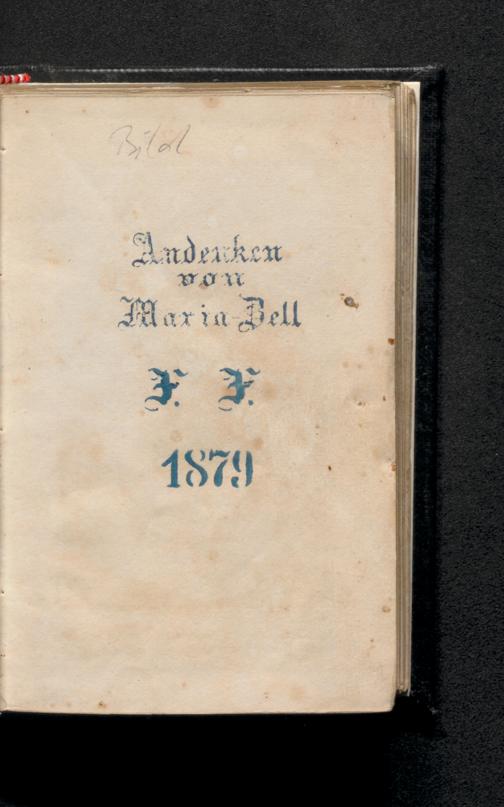 Bild
Andenken
von
Maria-Zell
F. F.
1879